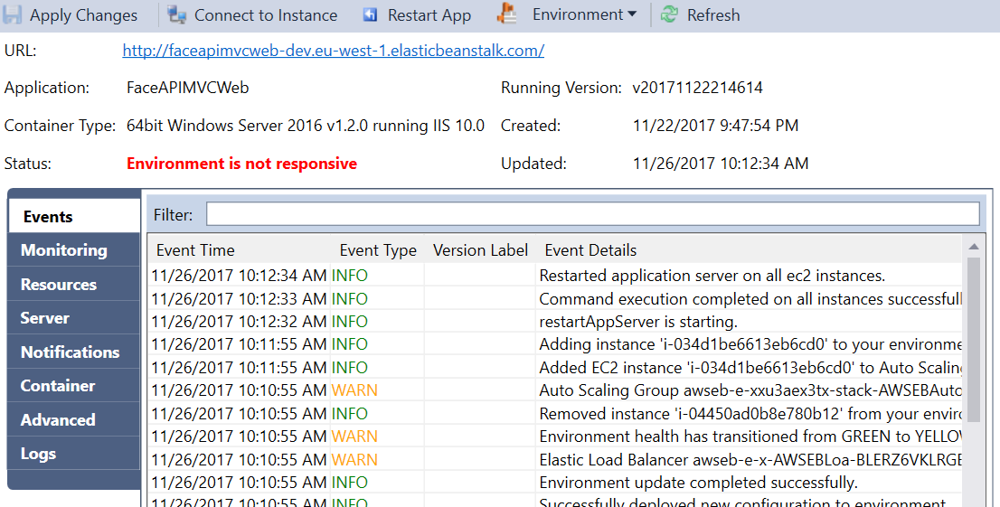 Apply Changes Connect to Instance Restart App Environment Refresh
URL: http://faceapimvcweb-dev.eu-west-1.elasticbeanstalk.com/
Application: FaceAPIMVCWeb Running Version: v20171122214614
Container Type: 64bit Windows Server 2016 v1.2.0 running IIS 10.0 Created: 11/22/2017 9:47:54 PM
Status: Environment is not responsive Updated: 11/26/2017 10:12:34 AM
Events
Monitoring
Resources
Server
Notifications
Container
Advanced
Logs
Filter:
Event Time Event Type Version Label Event Details
11/26/2017 10:12:34 AM INFO Restarted application server on all ec2 instances.
11/26/2017 10:12:33 AM INFO Command execution completed on all instances successfull
11/26/2017 10:12:32 AM INFO restartAppServer is starting.
11/26/2017 10:11:55 AM INFO Adding instance 'i-034d1be6613eb6cd0' to your environme
11/26/2017 10:11:55 AM INFO Added EC2 instance 'i-034d1be6613eb6cd0' to Auto Scaling
11/26/2017 10:10:55 AM WARN Auto Scaling Group awseb-e-xxu3aex3tx-stack-AWSEBAuto
11/26/2017 10:10:55 AM INFO Removed instance 'i-04450ad0b8e780b12' from your enviro
11/26/2017 10:10:55 AM WARN Environment health has transitioned from GREEN to YELLOW
11/26/2017 10:10:55 AM WARN Elastic Load Balancer awseb-e-x-AWSEBLoa-BLERZ6VKLRGE
11/26/2017 10:10:55 AM INFO Environment update completed successfully.
11/26/2017 10:10:55 AM INFO Successfully deployed new configuration to environment.